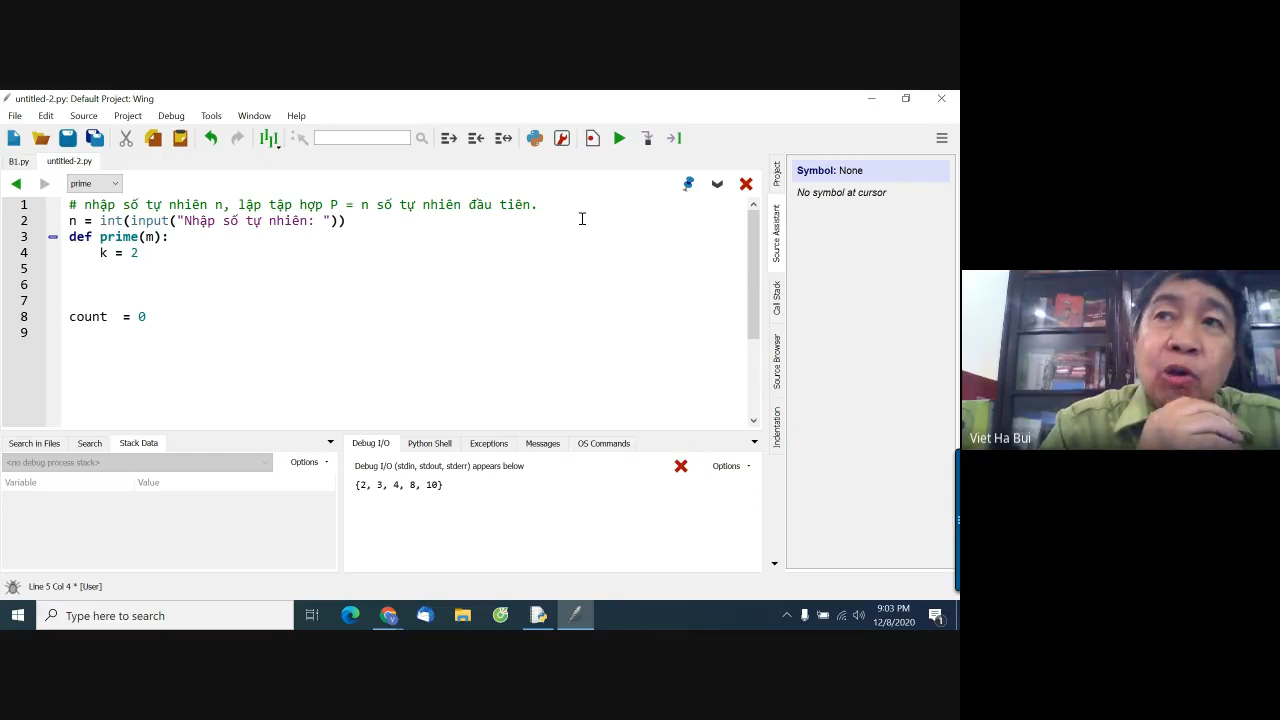 untitled-2.py: Default Project: Wing
File Edit Source Project Debug Tools Window Help
B1.py untitled-2.py
prime
1 # nhập số tự nhiên n, lập tập hợp P = n số tự nhiên đầu tiên.
2 n = int(input("Nhập số tự nhiên: "))
3 def prime(m):
4 k = 2
5
6
7
8 count = 0
9
Project
Source Assistant
Call Stack
Source Browser
Indentation
Symbol: None
No symbol at cursor
Viet Ha Bui
Search in Files Search Stack Data
<no debug process stack> Options
Variable Value
Debug I/O Python Shell Exceptions Messages OS Commands
Debug I/O (stdin, stdout, stderr) appears below Options
{2, 3, 4, 8, 10}
Line 5 Col 4 * [User]
Type here to search
9:03 PM
12/8/2020
1